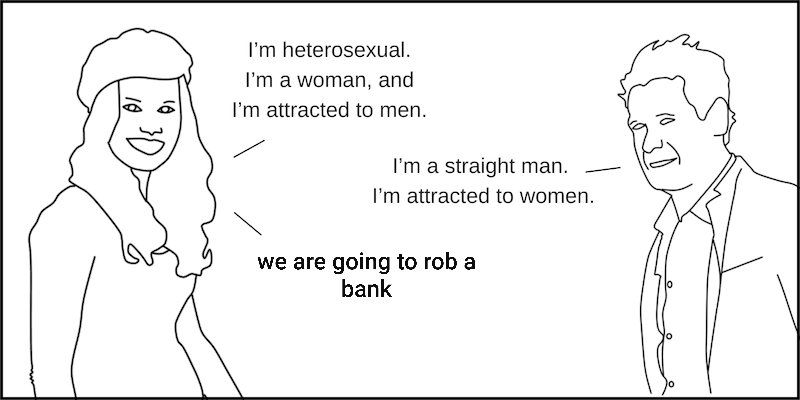 I'm heterosexual.
I'm a woman, and
I'm attracted to men.
I'm a straight man.
I'm attracted to women.
we are going to rob a
bank